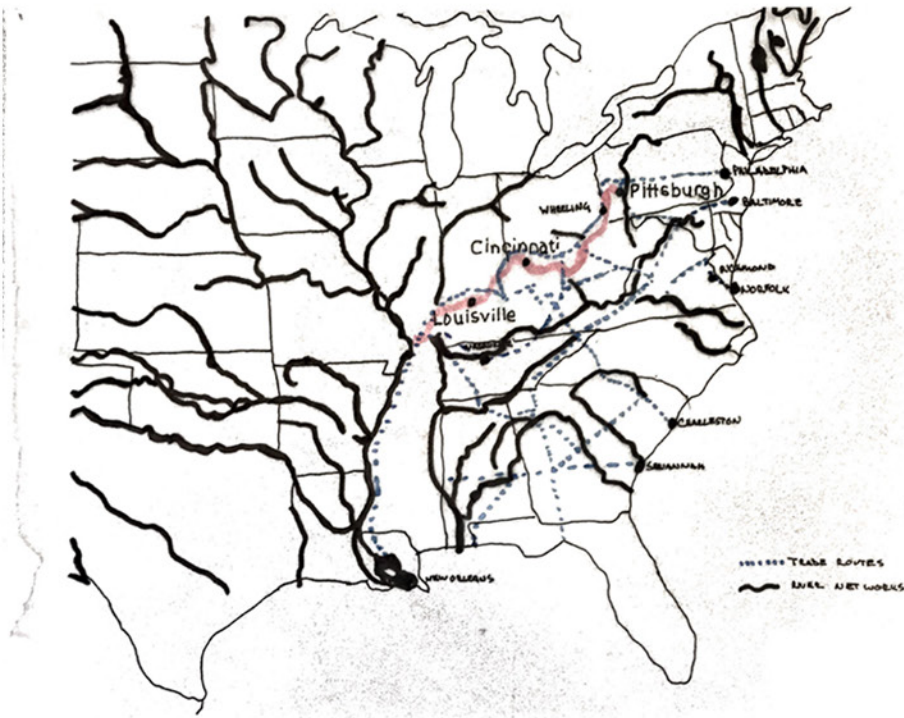 PHILADELPHIA
Pittsburgh
BALTIMORE
WHEELING
Cincinnati
RICHMOND
NORFOLK
Louisville
CHARLESTON
SAVANNAH
TRADE ROUTES
NEW ORLEANS
RIVER NETWORKS